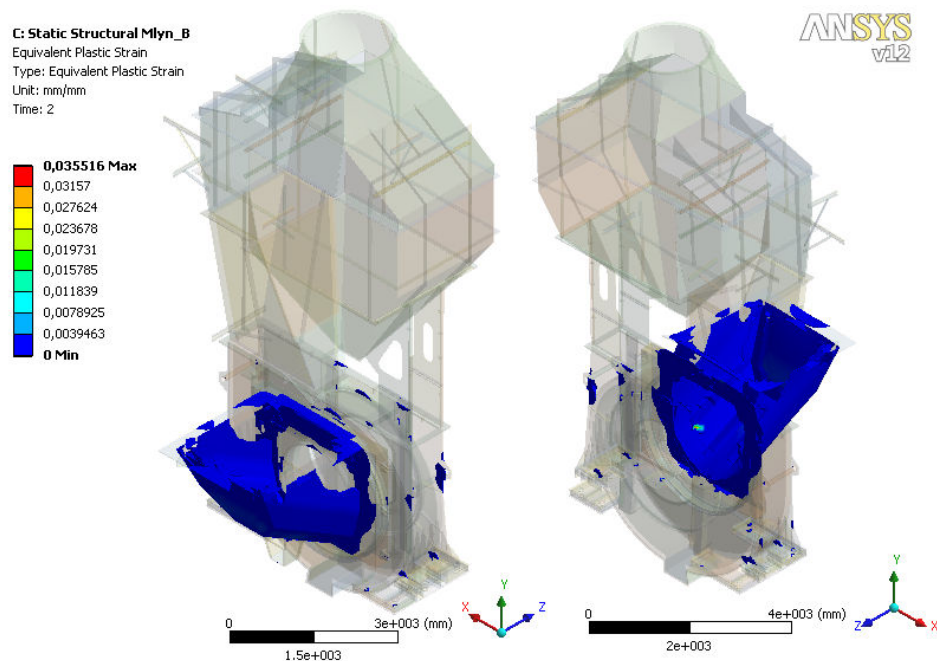 C: Static Structural Mlyn_B
Equivalent Plastic Strain
Type: Equivalent Plastic Strain
Unit: mm/mm
Time: 2
ANSYS
v12
0,035516 Max
0,03157
0,027624
0,023678
0,019731
0,015785
0,011839
0,0078925
0,0039463
0 Min
Y
X
Z
0
3e+003 (mm)
1.5e+003
0
4e+003 (mm)
2e+003
Y
Z
X